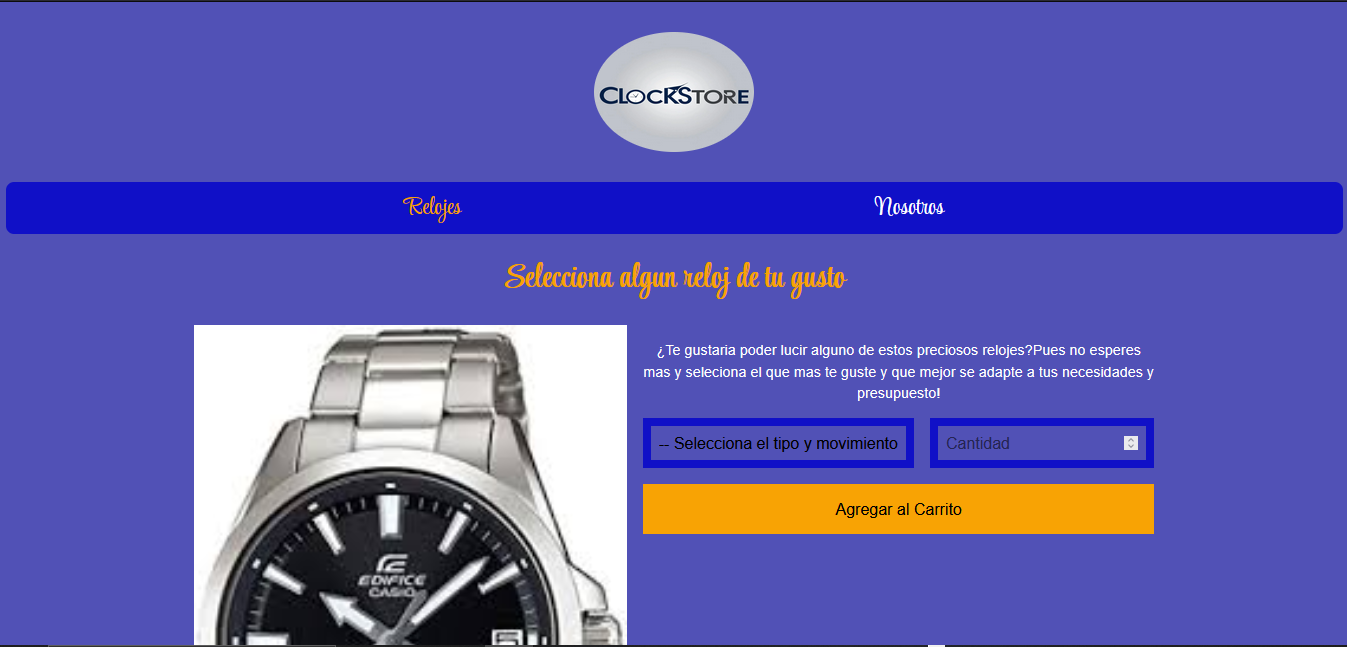 CLOCKSTORE
Relojes
Nosotros
Selecciona algun reloj de tu gusto
¿Te gustaria poder lucir alguno de estos preciosos relojes?Pues no esperes
mas y seleciona el que mas te guste y que mejor se adapte a tus necesidades y
presupuesto!
-- Selecciona el tipo y movimiento
Cantidad
Agregar al Carrito
EDIFICE
CASIO